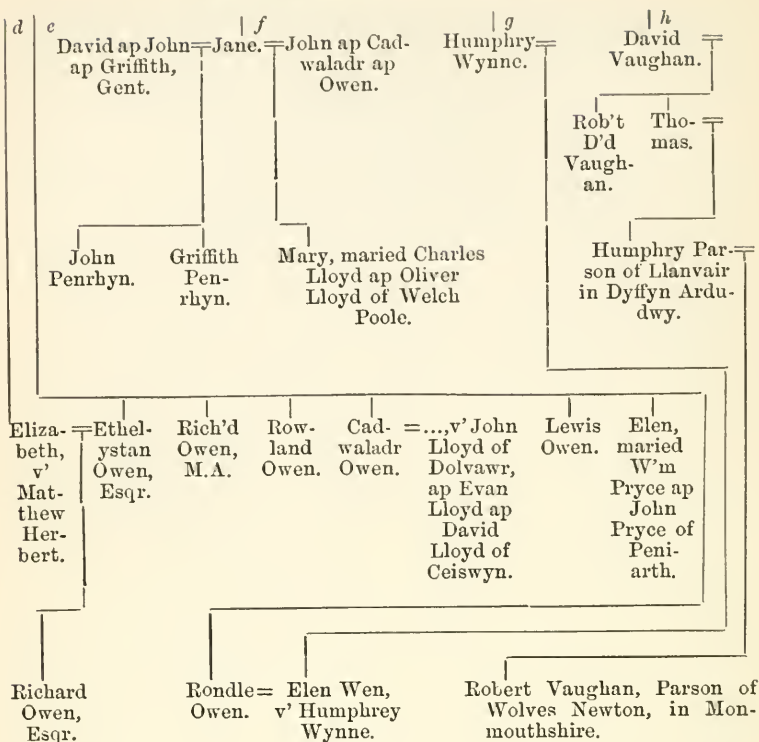 d e f g h
David ap John
ap Griffith,
Gent.
Jane.
John ap Cad-
waladr ap
Owen.
Humphry
Wynne.
David
Vaughan.
Rob't
D'd
Vaugh-
an.
Tho-
mas.
John
Penrhyn.
Griffith
Pen-
rhyn.
Mary, maried Charles
Lloyd ap Oliver
Lloyd of Welch
Poole.
Humphry Par-
son of Llanvair
in Dyffyn Ardu-
dwy.
Eliza-
beth,
v'
Mat-
thew
Her-
bert.
Ethel-
ystan
Owen,
Esqr.
Rich'd
Owen,
M.A.
Row-
land
Owen.
Cad-
waladr
Owen.
=...,v' John
Lloyd of
Dolvawr,
ap Evan
Lloyd ap
David
Lloyd of
Ceiswyn.
Lewis
Owen.
Elen,
maried
W'm
Pryce ap
John
Pryce of
Peni-
arth.
Richard
Owen,
Esqr.
Rondle=
Owen.
Elen Wen,
v' Humphrey
Wynne.
Robert Vaughan, Parson of
Wolves Newton, in Mon-
mouthshire.